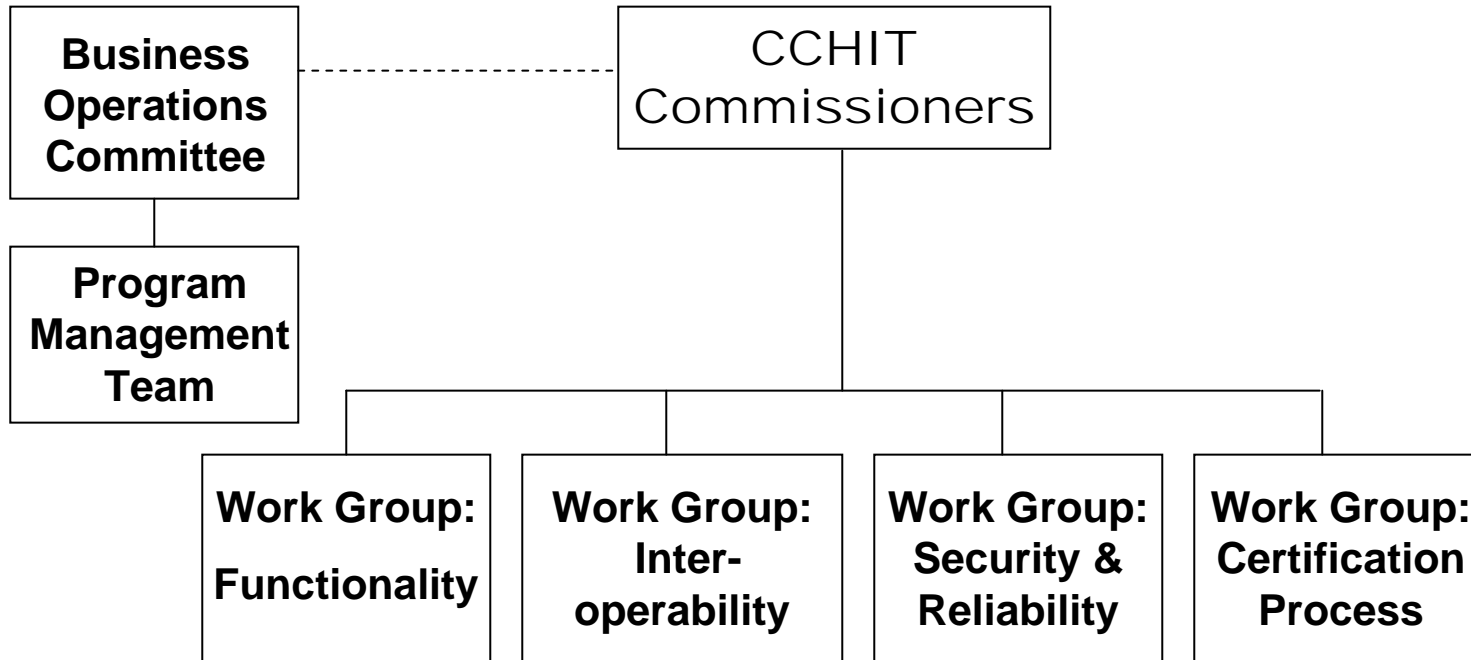 Business
Operations
Committee
CCHIT
Commissioners
Program
Management
Team
Work Group:
Functionality
Work Group:
Inter-
operability
Work Group:
Security &
Reliability
Work Group:
Certification
Process